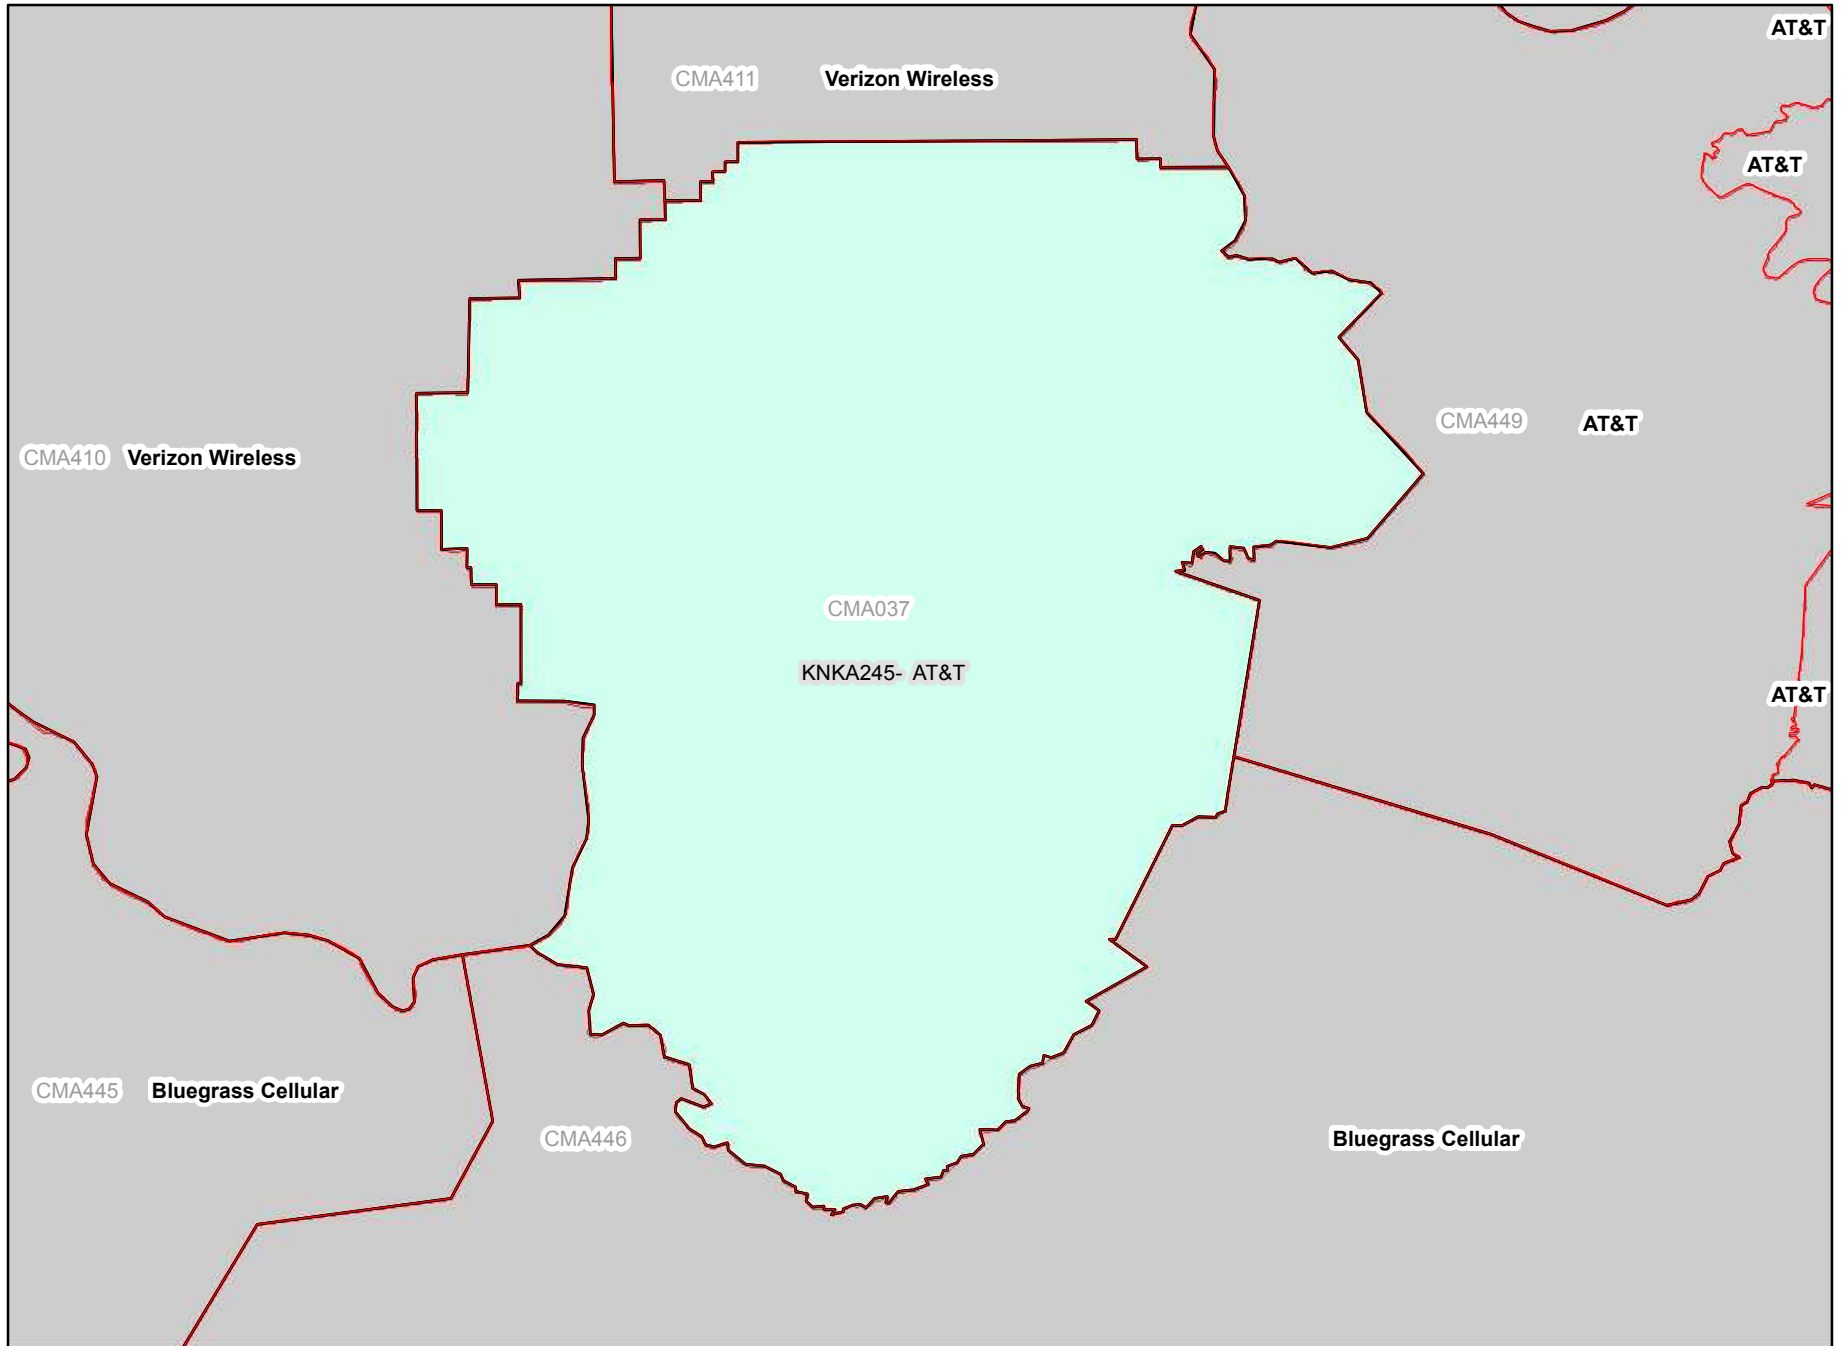 AT&T
CMA411 Verizon Wireless
AT&T
CMA449 AT&T
CMA410 Verizon Wireless
CMA037
KNKA245- AT&T
AT&T
CMA445 Bluegrass Cellular
CMA446
Bluegrass Cellular